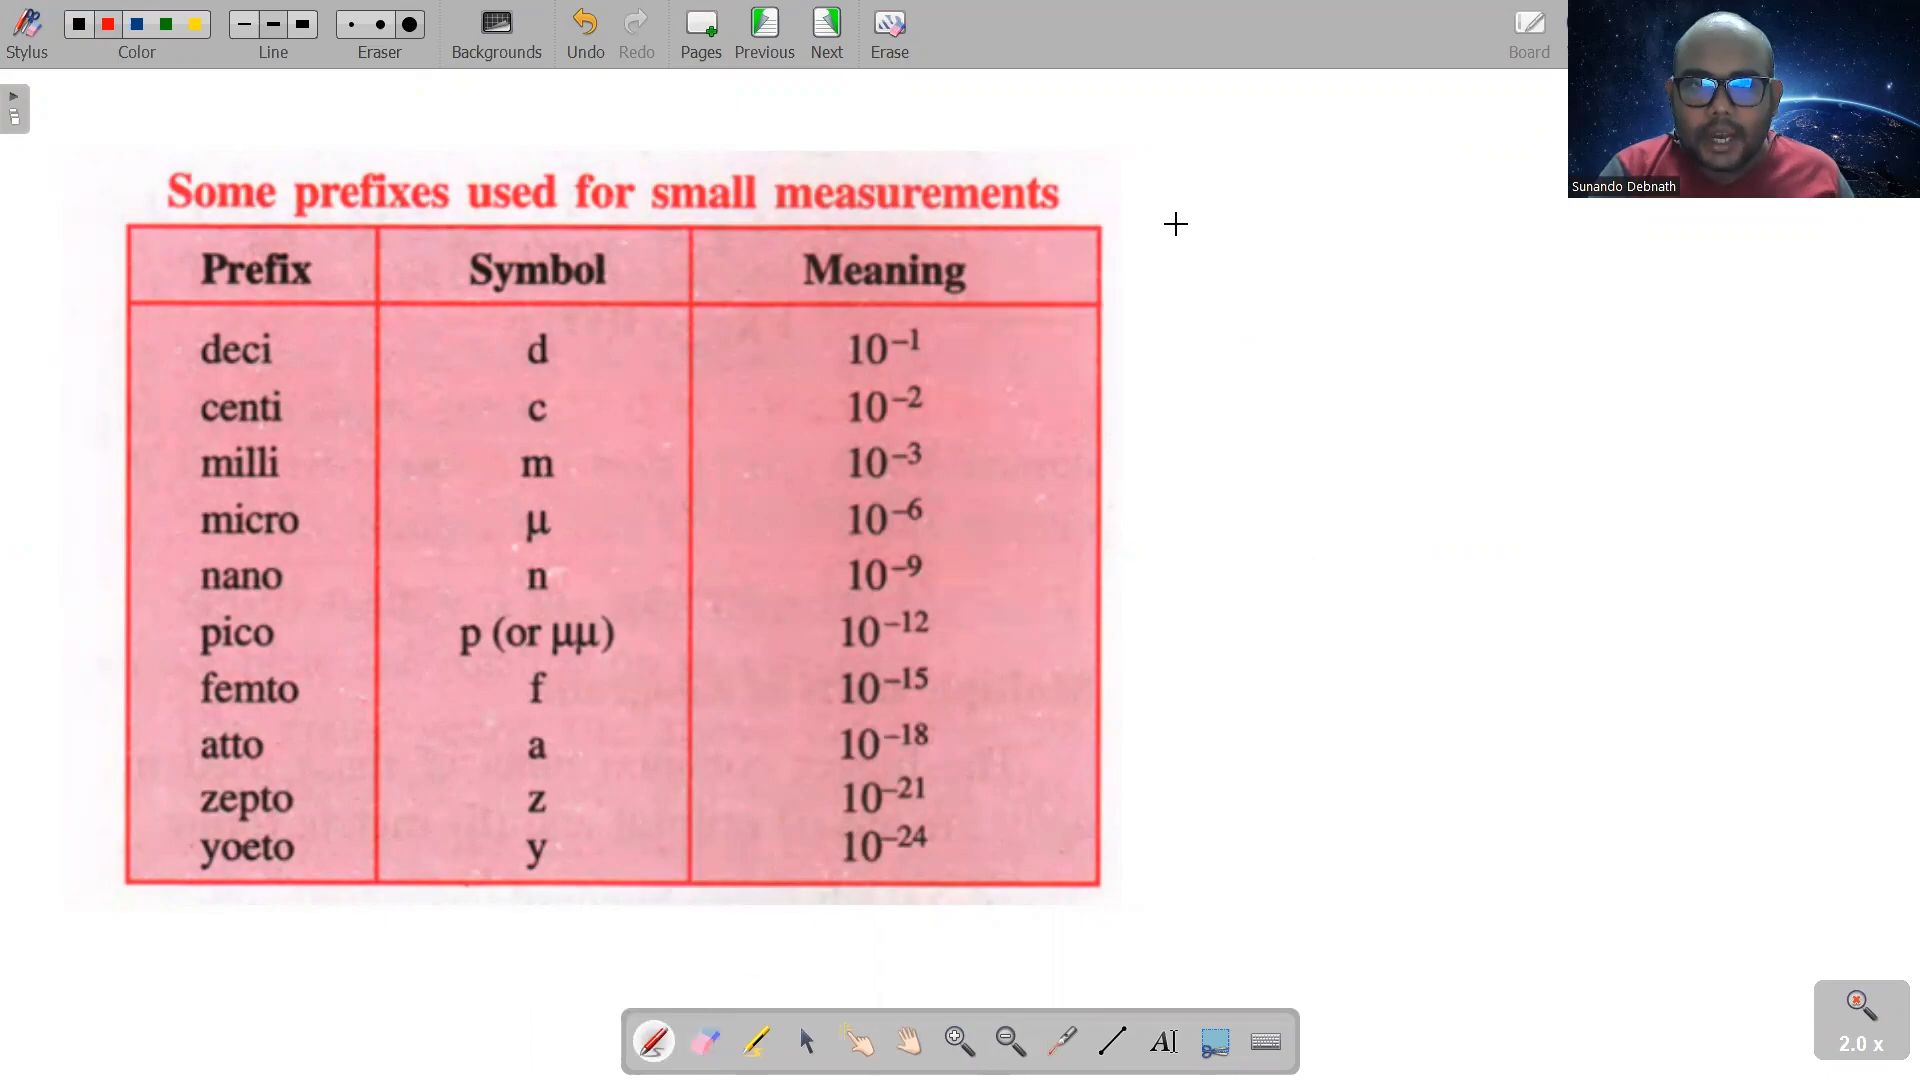 Stylus Color Line Eraser Backgrounds Undo Redo Pages Previous Next Erase Board
Sunando Debnath
Some prefixes used for small measurements
Prefix Symbol Meaning
deci d 10⁻¹
centi c 10⁻²
milli m 10⁻³
micro μ 10⁻⁶
nano n 10⁻⁹
pico p (or μμ) 10⁻¹²
femto f 10⁻¹⁵
atto a 10⁻¹⁸
zepto z 10⁻²¹
yoeto y 10⁻²⁴
2.0 x